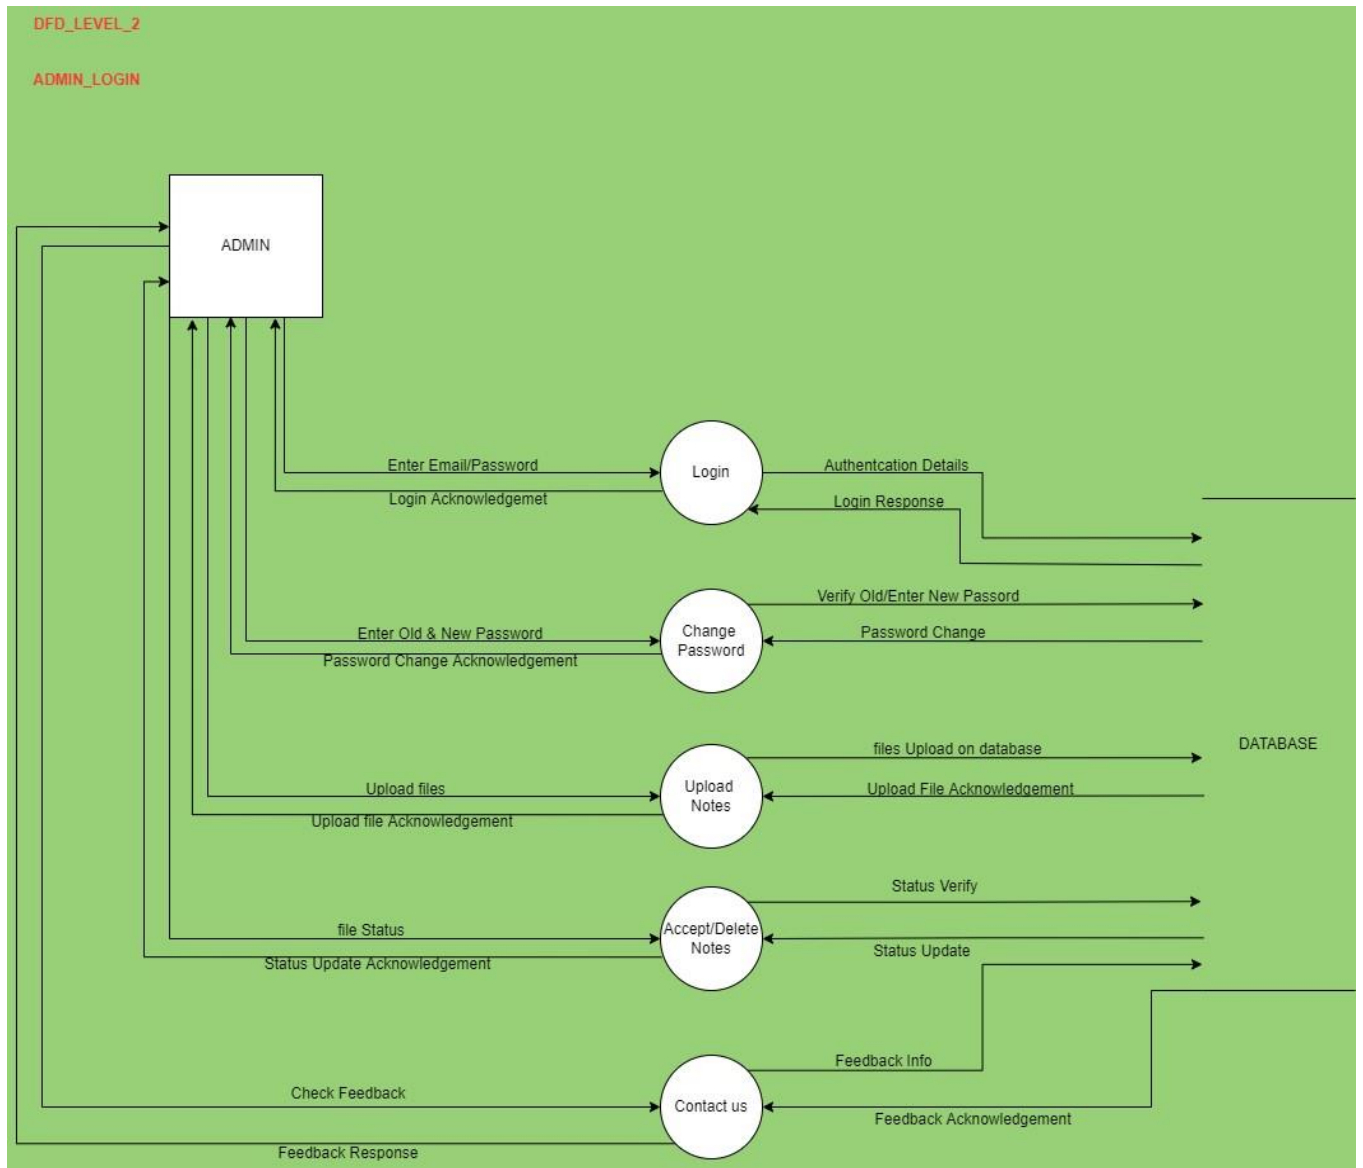 DFD_LEVEL_2
ADMIN_LOGIN
ADMIN
Enter Email/Password
Login Acknowledgemet
Login
Authentcation Details
Login Response
Enter Old & New Password
Password Change Acknowledgement
Change
Password
Verify Old/Enter New Passord
Password Change
Upload files
Upload file Acknowledgement
Upload
Notes
files Upload on database
Upload File Acknowledgement
DATABASE
file Status
Status Update Acknowledgement
Accept/Delete
Notes
Status Verify
Status Update
Check Feedback
Feedback Response
Contact us
Feedback Info
Feedback Acknowledgement